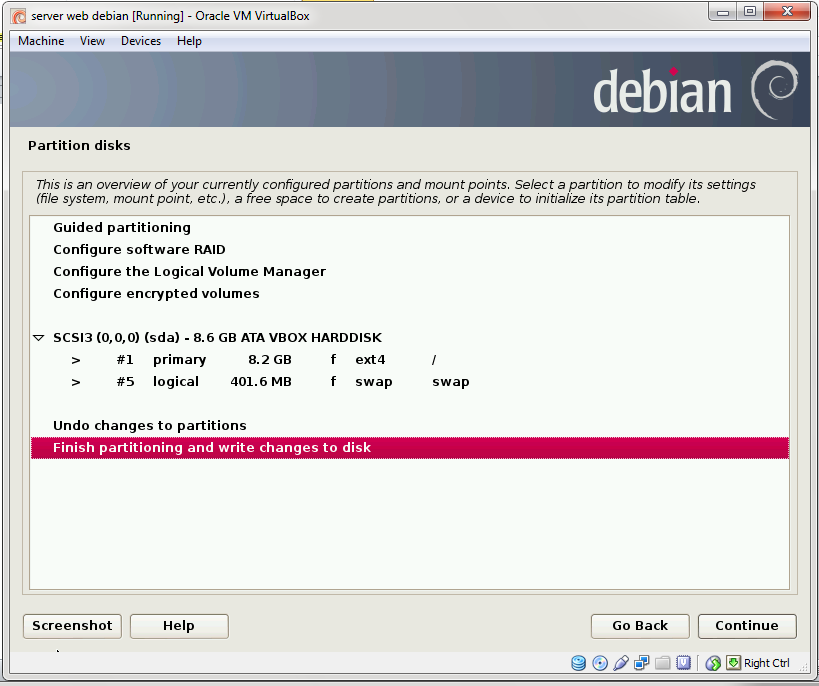 server web debian [Running] - Oracle VM VirtualBox
Machine View Devices Help
debian
Partition disks
This is an overview of your currently configured partitions and mount points. Select a partition to modify its settings
(file system, mount point, etc.), a free space to create partitions, or a device to initialize its partition table.
Guided partitioning
Configure software RAID
Configure the Logical Volume Manager
Configure encrypted volumes
SCSI3 (0,0,0) (sda) - 8.6 GB ATA VBOX HARDDISK
> #1 primary 8.2 GB f ext4 /
> #5 logical 401.6 MB f swap swap
Undo changes to partitions
Finish partitioning and write changes to disk
Screenshot Help Go Back Continue
Right Ctrl